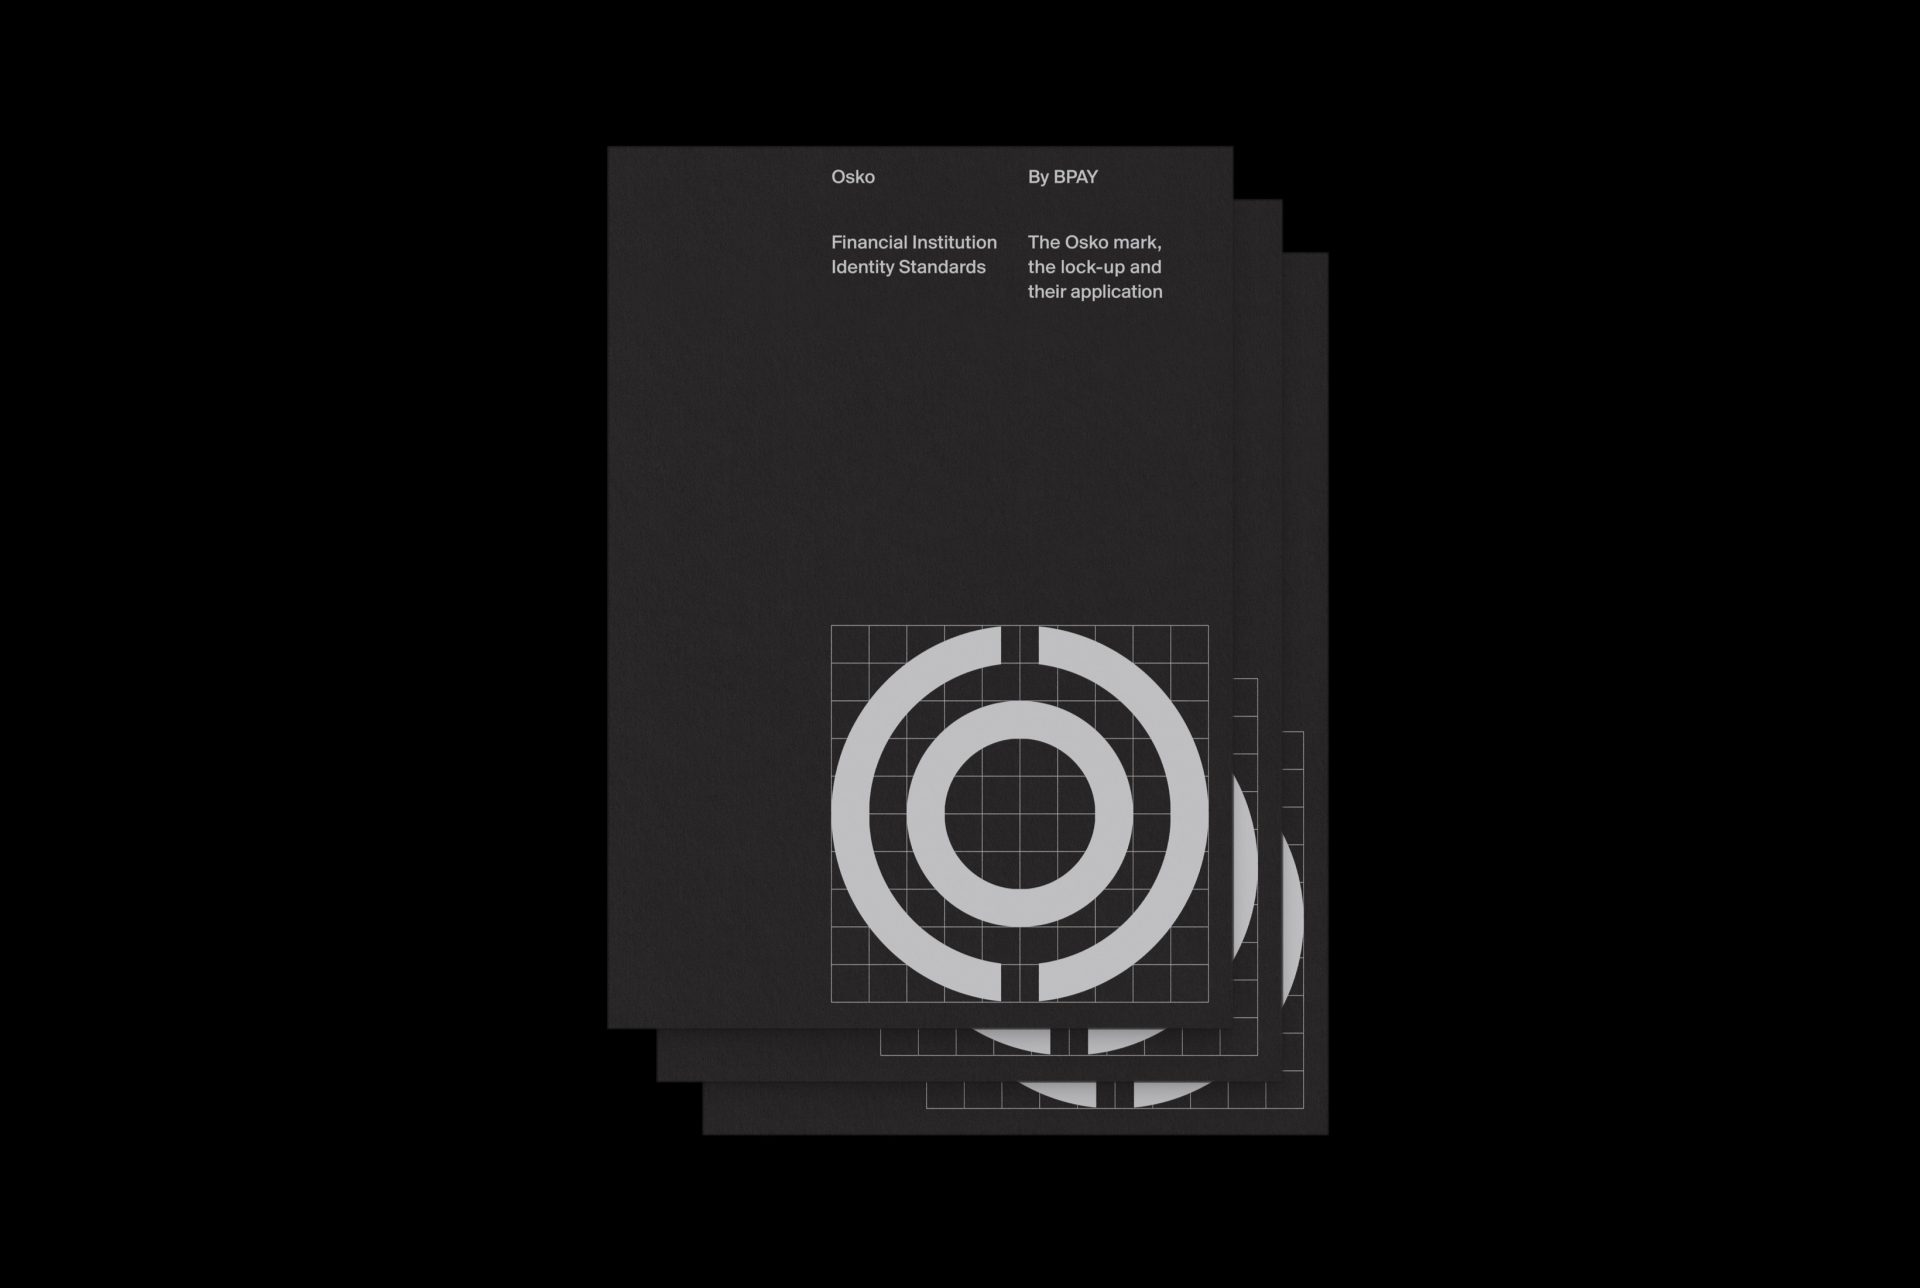 Osko
By BPAY
Financial Institution
Identity Standards
The Osko mark,
the lock-up and
their application